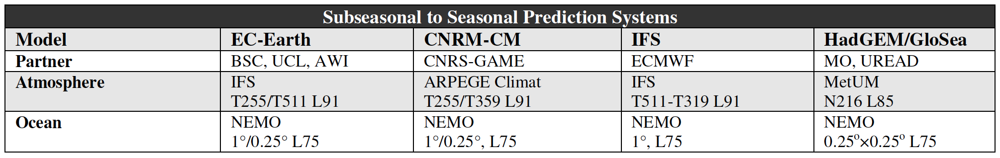 Subseasonal to Seasonal Prediction Systems
Model EC-Earth CNRM-CM IFS HadGEM/GloSea
Partner BSC, UCL, AWI CNRS-GAME ECMWF MO, UREAD
Atmosphere IFS ARPEGE Climat IFS MetUM
T255/T511 L91 T255/T359 L91 T511-T319 L91 N216 L85
Ocean NEMO NEMO NEMO NEMO
1°/0.25° L75 1°/0.25°, L75 1°, L75 0.25º×0.25º L75